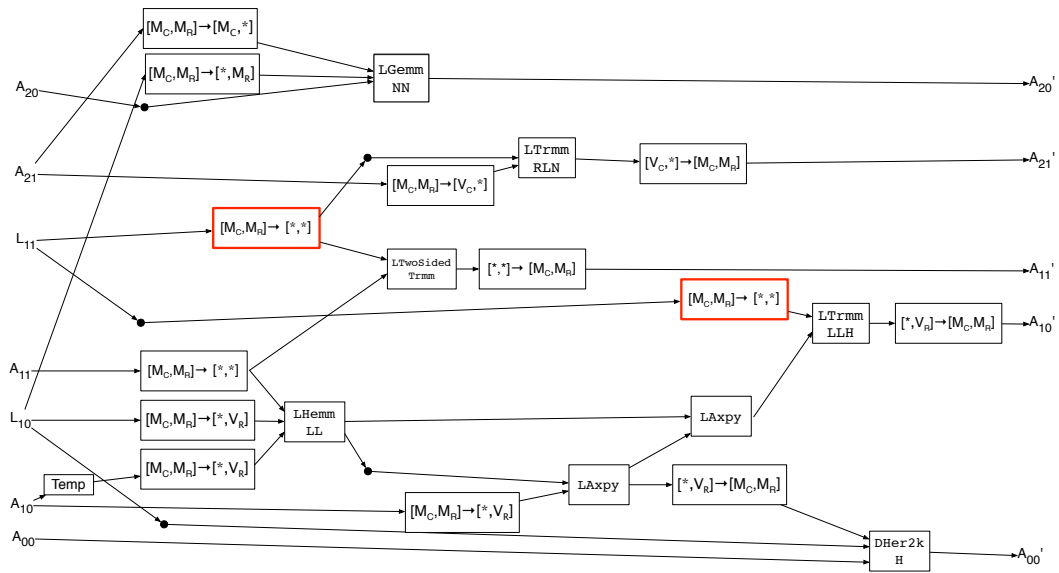 [M_C,M_R]→[M_C,*]
[M_C,M_R]→[*,M_R]
LGemm
NN
A_20
A_20'
LTrmm
RLN
[V_C,*]→[M_C,M_R]
A_21'
A_21
[M_C,M_R]→[V_C,*]
[M_C,M_R]→ [*,*]
L_11
LTwoSided
Trmm
[*,*]→ [M_C,M_R]
A_11'
[M_C,M_R]→ [*,*]
LTrmm
LLH
[*,V_R]→[M_C,M_R]
A_10'
A_11
[M_C,M_R]→ [*,*]
L_10
[M_C,M_R]→[*,V_R]
LHemm
LL
LAxpy
[M_C,M_R]→[*,V_R]
Temp
LAxpy
[*,V_R]→[M_C,M_R]
A_10
[M_C,M_R]→[*,V_R]
A_00
DHer2k
H
A_00'